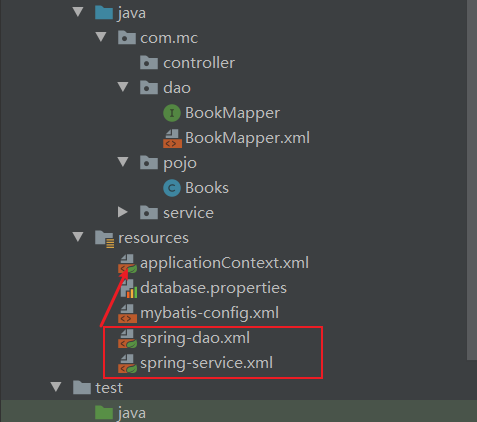 java
com.mc
controller
dao
BookMapper
BookMapper.xml
pojo
Books
service
resources
applicationContext.xml
database.properties
mybatis-config.xml
spring-dao.xml
spring-service.xml
test
java